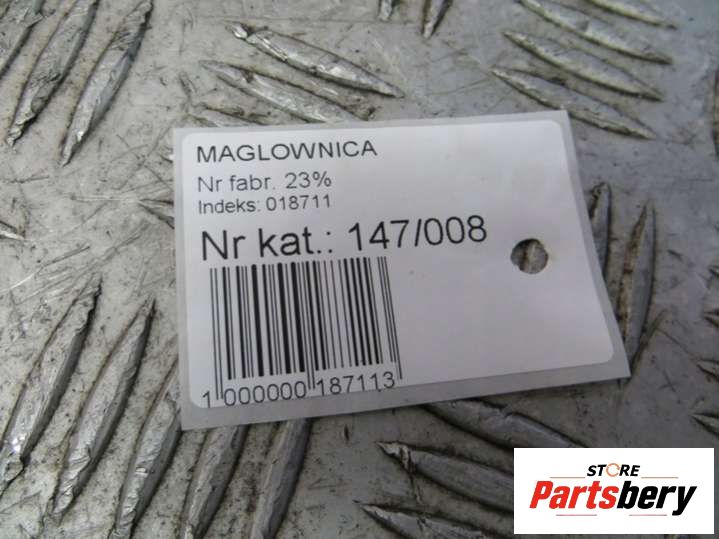 MAGLOWNICA
Nr fabr. 23%
Indeks: 018711
Nr kat.: 147/008
1 000000 187113
STORE
Partsbery